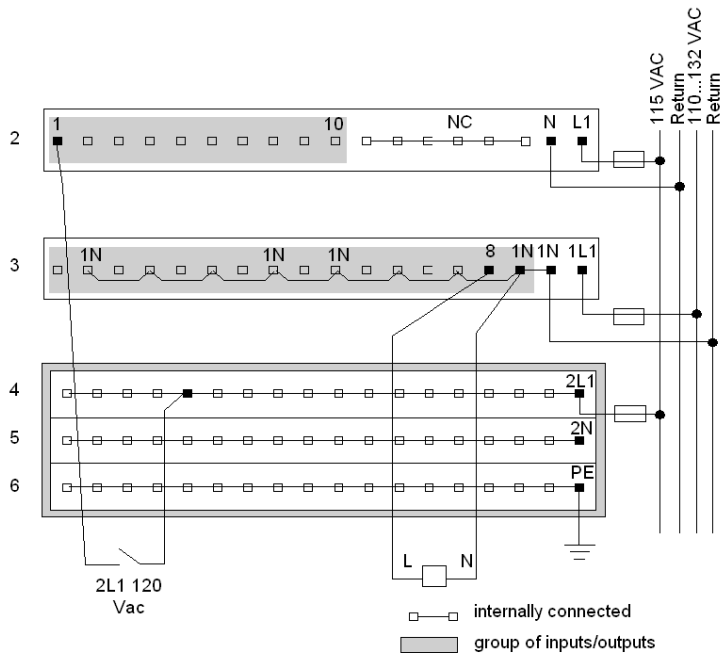 115 VAC
Return
110...132 VAC
Return
1 10 NC N L1
2
1N 1N 1N 8 1N 1N 1L1
3
4 2L1
5 2N
6 PE
L N
2L1 120
Vac
internally connected
group of inputs/outputs